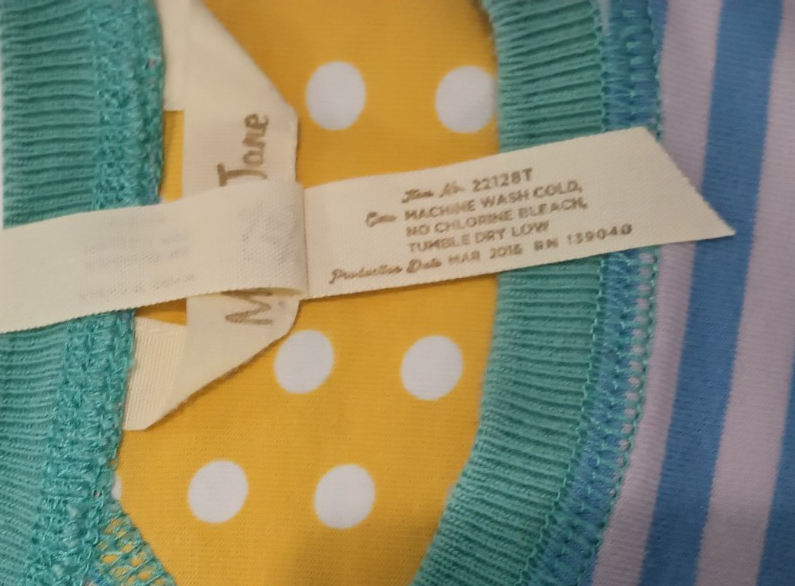 Jane
Item No. 22128T
Care MACHINE WASH COLD,
NO CHLORINE BLEACH,
TUMBLE DRY LOW
Production Date MAR 2016 RN 139040